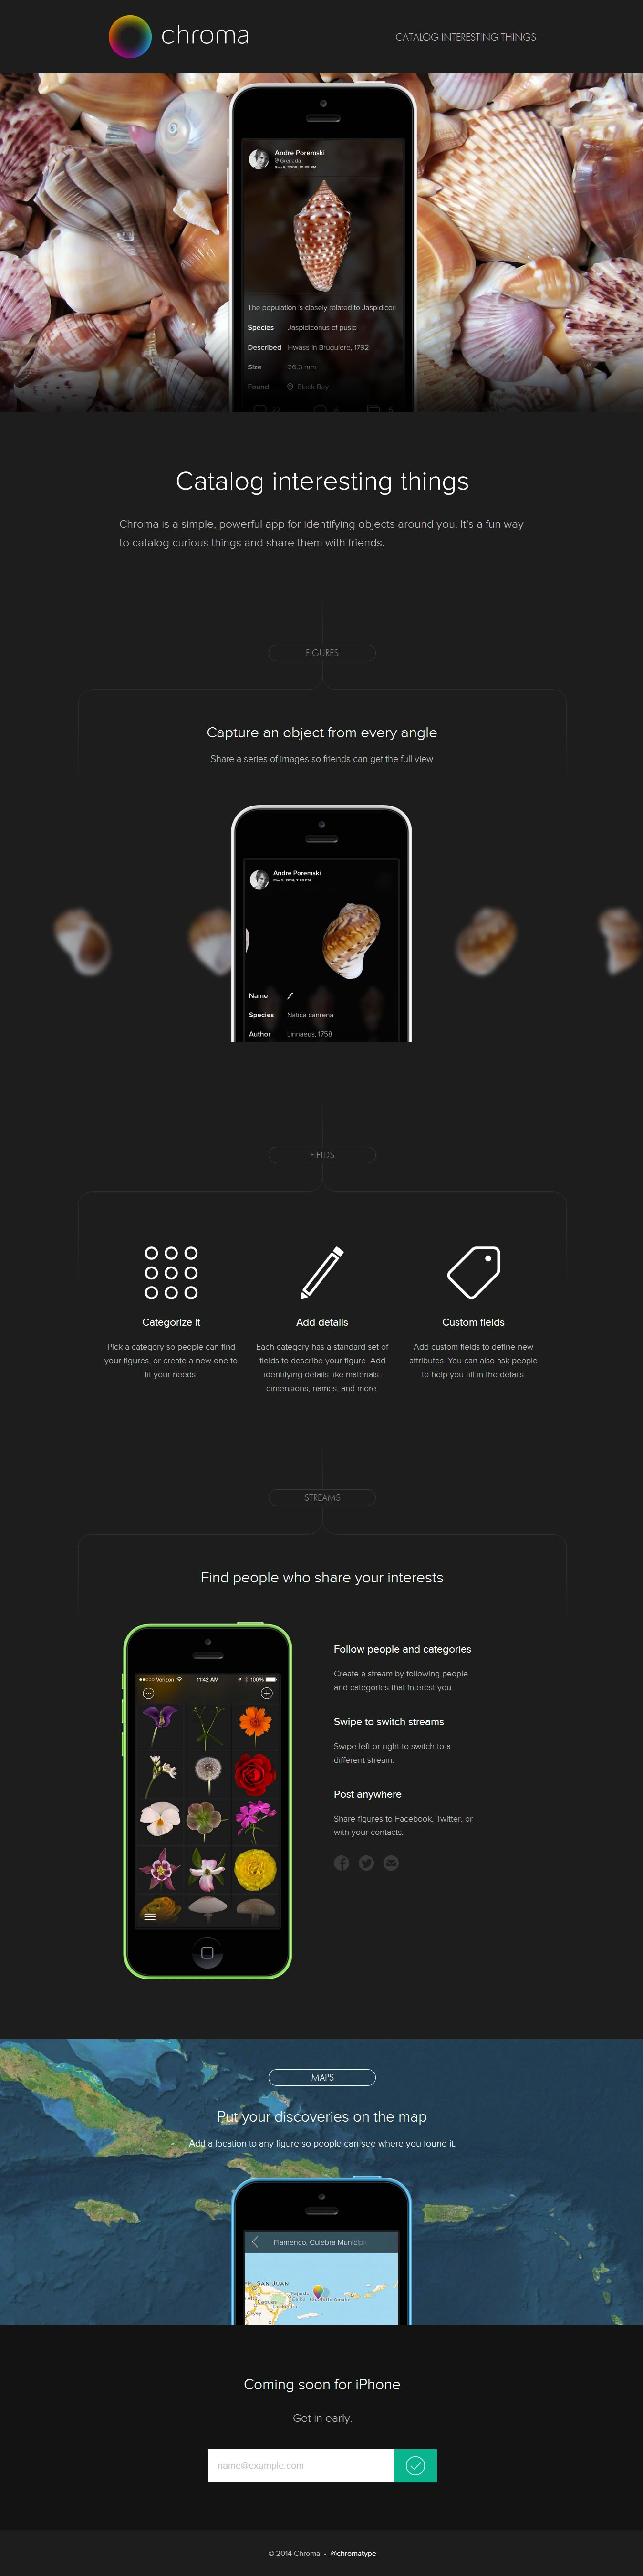 chroma
CATALOG INTERESTING THINGS
Andre Poremski
Grenada
Sep 6, 2009, 10:38 PM
The population is closely related to Jaspidicon
Species Jaspidiconus cf pusio
Described Hwass in Bruguiere, 1792
Size 26.3 mm
Found Black Bay
Catalog interesting things
Chroma is a simple, powerful app for identifying objects around you. It's a fun way
to catalog curious things and share them with friends.
FIGURES
Capture an object from every angle
Share a series of images so friends can get the full view.
Andre Poremski
Mar 5, 2014, 7:28 PM
Name
Species Natica canrena
Author Linnaeus, 1758
FIELDS
Categorize it
Pick a category so people can find
your figures, or create a new one to
fit your needs.
Add details
Each category has a standard set of
fields to describe your figure. Add
identifying details like materials,
dimensions, names, and more.
Custom fields
Add custom fields to define new
attributes. You can also ask people
to help you fill in the details.
STREAMS
Find people who share your interests
Verizon 11:42 AM 100%
Follow people and categories
Create a stream by following people
and categories that interest you.
Swipe to switch streams
Swipe left or right to switch to a
different stream.
Post anywhere
Share figures to Facebook, Twitter, or
with your contacts.
MAPS
Put your discoveries on the map
Add a location to any figure so people can see where you found it.
Flamenco, Culebra Municip
SAN JUAN
Fajardo
Caguas
Charlotte Amalie
Cayey
Coming soon for iPhone
Get in early.
name@example.com
© 2014 Chroma • @chromatype